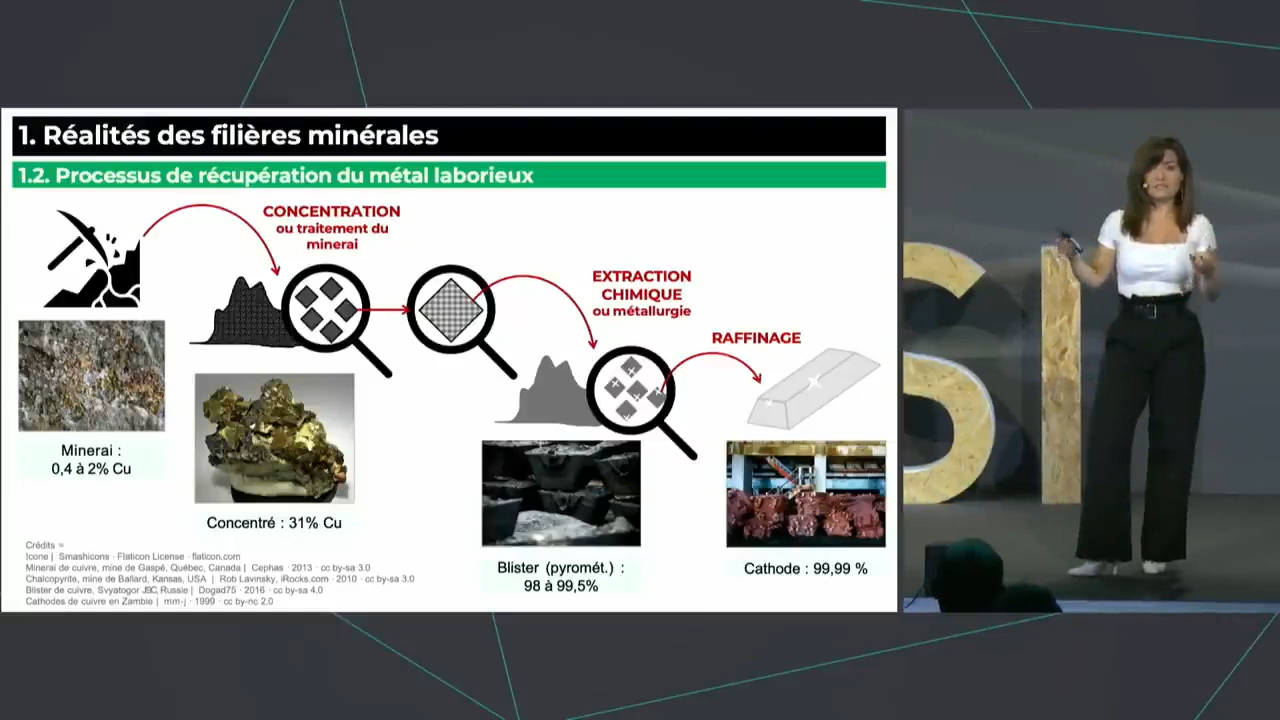 1. Réalités des filières minérales
1.2. Processus de récupération du métal laborieux
CONCENTRATION
ou traitement du
minerai
EXTRACTION
CHIMIQUE
ou métallurgie
RAFFINAGE
Minerai :
0,4 à 2% Cu
Concentré : 31% Cu
Blister (pyromét.) :
98 à 99,5%
Cathode : 99,99 %
Crédits =
Icone | Smashicons · Flaticon License · flaticon.com
Minerai de cuivre, mine de Gaspé, Québec, Canada | Cephas · 2013 · cc by-sa 3.0
Chalcopyrite, mine de Ballard, Kansas, USA | Rob Lavinsky, iRocks.com · 2010 · cc by-sa 3.0
Blister de cuivre, Svyatogor JSC, Russie | Dogad75 · 2016 · cc by-sa 4.0
Cathodes de cuivre en Zambie | mm-j · 1999 · cc by-nc 2.0
SI